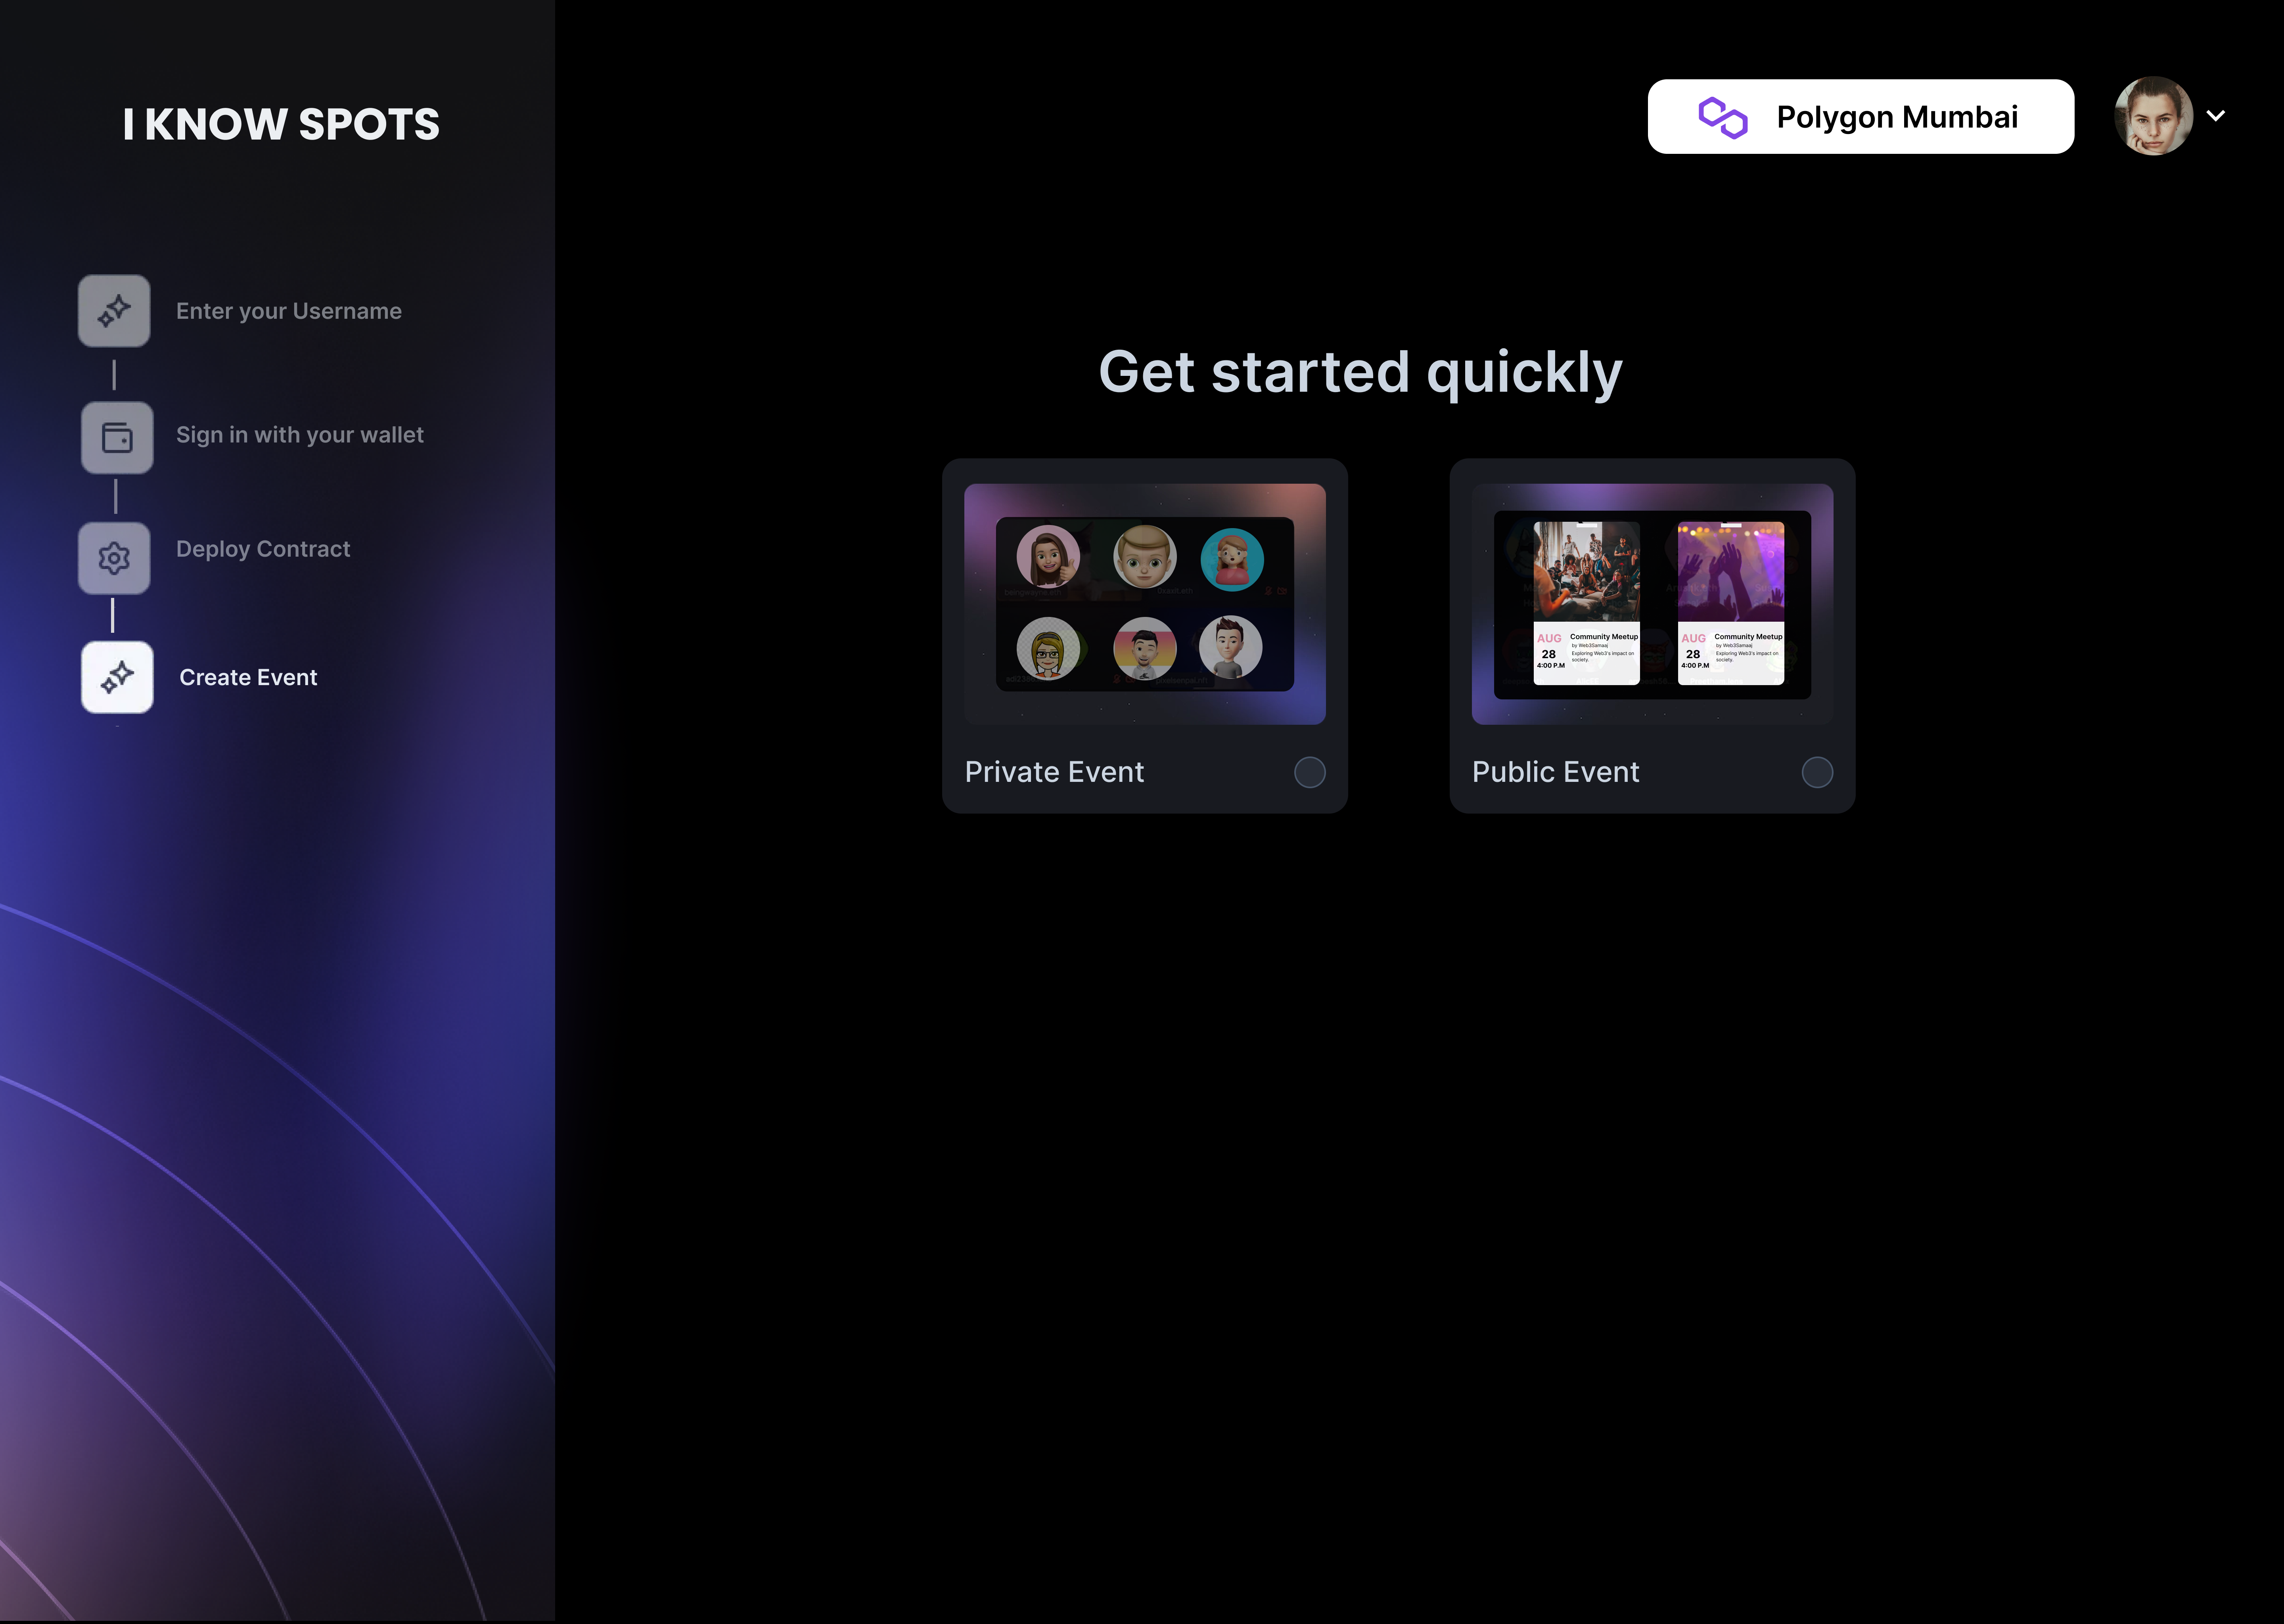 I KNOW SPOTS
Polygon Mumbai
Enter your Username
Sign in with your wallet
Deploy Contract
Create Event
Get started quickly
AUG
28
4:00 P.M
Community Meetup
by Web3Samaaj
Exploring Web3's impact on
society.
AUG
28
4:00 P.M
Community Meetup
by Web3Samaaj
Exploring Web3's impact on
society.
Private Event
Public Event